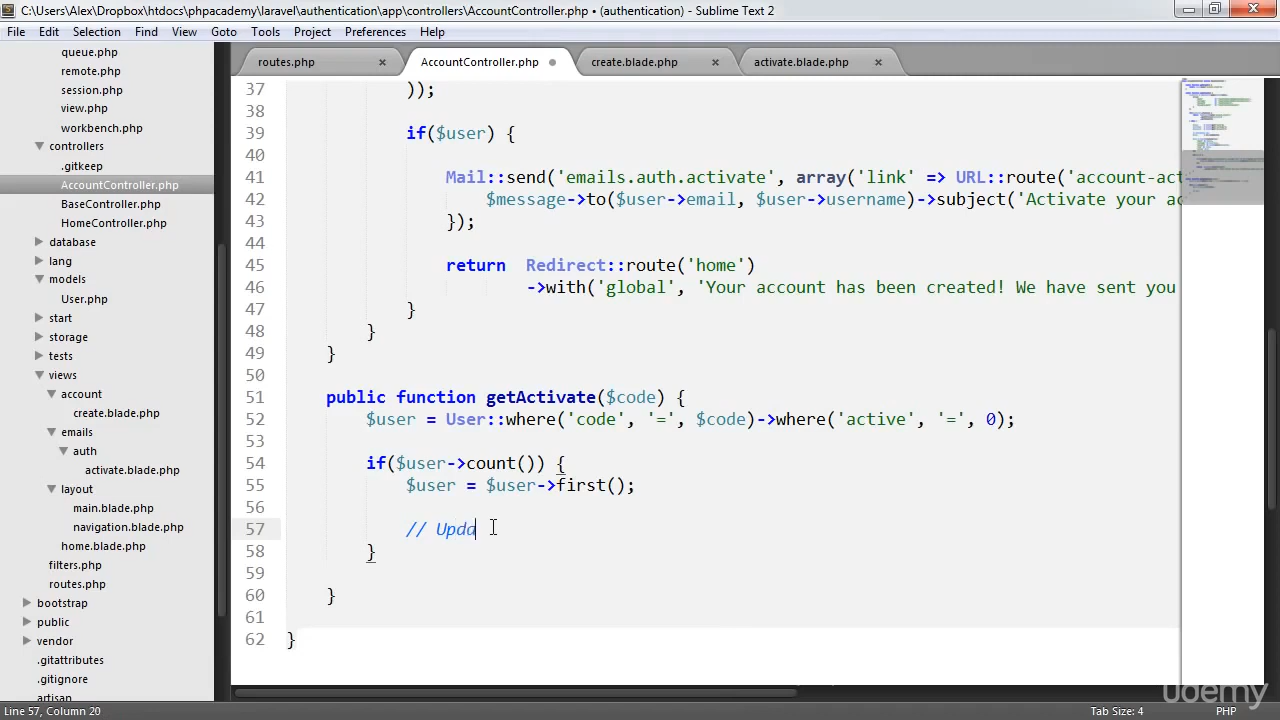 C:\Users\Alex\Dropbox\htdocs\phpacademy\laravel\authentication\app\controllers\AccountController.php • (authentication) - Sublime Text 2
File Edit Selection Find View Goto Tools Project Preferences Help
queue.php
remote.php
session.php
view.php
workbench.php
controllers
.gitkeep
AccountController.php
BaseController.php
HomeController.php
database
lang
models
User.php
start
storage
tests
views
account
create.blade.php
emails
auth
activate.blade.php
layout
main.blade.php
navigation.blade.php
home.blade.php
filters.php
routes.php
bootstrap
public
vendor
.gitattributes
.gitignore
artisan
routes.php AccountController.php create.blade.php activate.blade.php
37 ));
38
39 if($user) {
40
41 Mail::send('emails.auth.activate', array('link' => URL::route('account-act
42 $message->to($user->email, $user->username)->subject('Activate your ac
43 });
44
45 return  Redirect::route('home')
46 ->with('global', 'Your account has been created! We have sent you
47 }
48 }
49 }
50
51 public function getActivate($code) {
52 $user = User::where('code', '=', $code)->where('active', '=', 0);
53
54 if($user->count()) {
55 $user = $user->first();
56
57 // Upda
58 }
59
60 }
61
62 }
udemy
Line 57, Column 20 Tab Size: 4 PHP